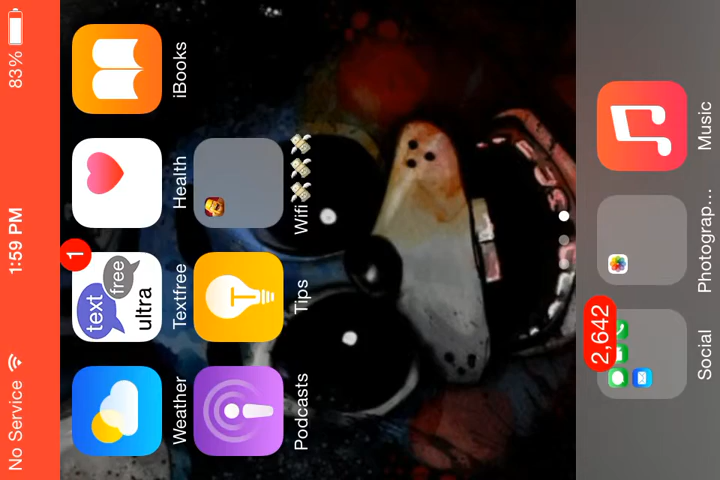 No Service 1:59 PM 83%
text free ultra 1
Weather Textfree Health iBooks
Podcasts Tips Wifi💸💸💸
2,642
Social Photograp... Music